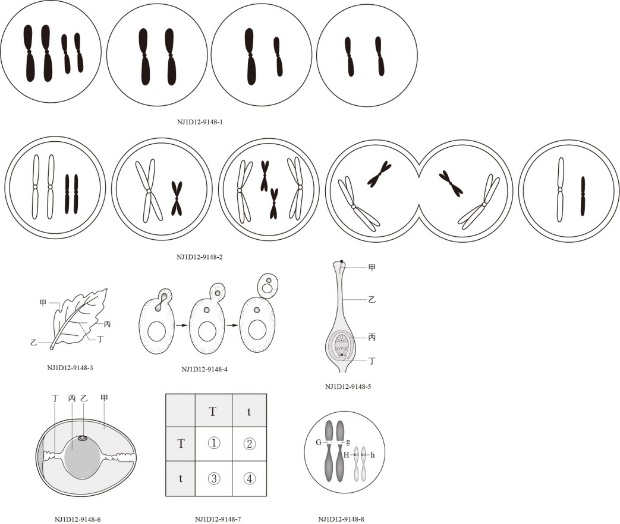 NJ1D12-9148-1
NJ1D12-9148-2
甲
丙
乙
丁
NJ1D12-9148-3
NJ1D12-9148-4
甲
乙
丙
丁
NJ1D12-9148-5
丁 丙 乙 甲
NJ1D12-9148-6
T t
T ① ②
t ③ ④
NJ1D12-9148-7
G g
H h
NJ1D12-9148-8